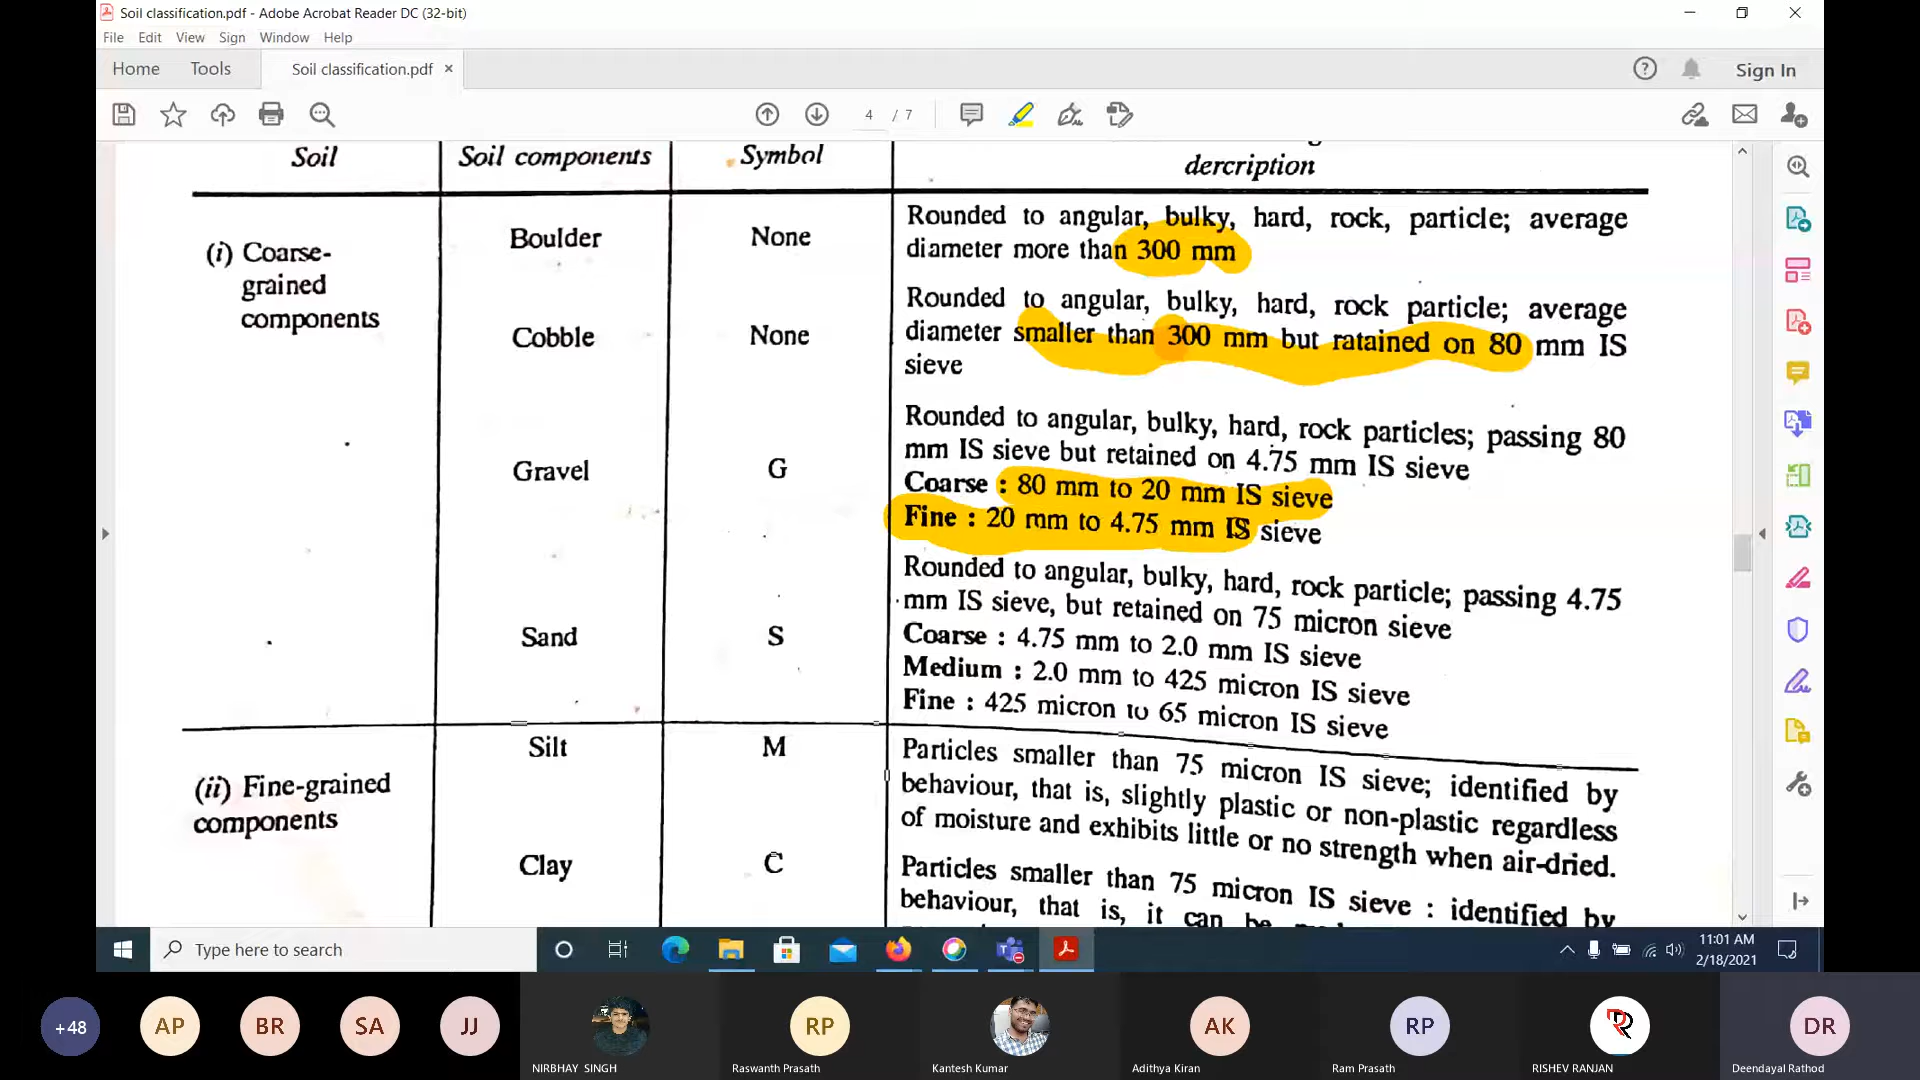 Soil classification.pdf - Adobe Acrobat Reader DC (32-bit)
File Edit View Sign Window Help
Home Tools Soil classification.pdf × Sign In
4 / 7
Soil Soil components Symbol dercription
(i) Coarse-
grained
components
Boulder None
Rounded to angular, bulky, hard, rock, particle; average
diameter more than 300 mm
Cobble None
Rounded to angular, bulky, hard, rock particle; average
diameter smaller than 300 mm but ratained on 80 mm IS
sieve
Gravel G
Rounded to angular, bulky, hard, rock particles; passing 80
mm IS sieve but retained on 4.75 mm IS sieve
Coarse : 80 mm to 20 mm IS sieve
Fine : 20 mm to 4.75 mm IS sieve
Sand S
Rounded to angular, bulky, hard, rock particle; passing 4.75
mm IS sieve, but retained on 75 micron sieve
Coarse : 4.75 mm to 2.0 mm IS sieve
Medium : 2.0 mm to 425 micron IS sieve
Fine : 425 micron to 65 micron IS sieve
(ii) Fine-grained
components
Silt M
Particles smaller than 75 micron IS sieve; identified by
behaviour, that is, slightly plastic or non-plastic regardless
of moisture and exhibits little or no strength when air-dried.
Clay C
Particles smaller than 75 micron IS sieve : identified by
behaviour, that is, it can be
Type here to search
11:01 AM
2/18/2021
+48 AP BR SA JJ RP AK RP DR
NIRBHAY SINGH Raswanth Prasath Kantesh Kumar Adithya Kiran Ram Prasath RISHEV RANJAN Deendayal Rathod